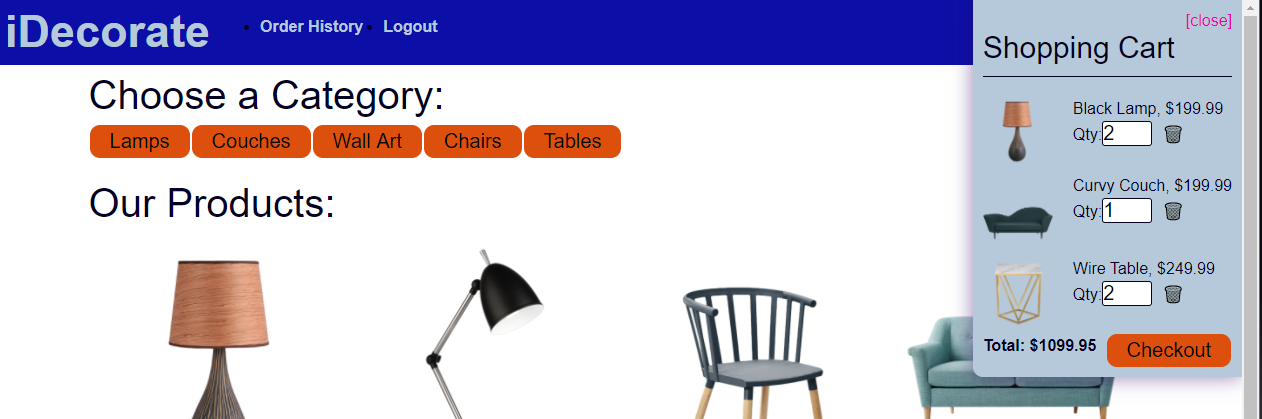 iDecorate
Order History
Logout
[close]
Shopping Cart
Choose a Category:
Lamps
Couches
Wall Art
Chairs
Tables
Our Products:
Black Lamp, $199.99
Qty: 2
Curvy Couch, $199.99
Qty: 1
Wire Table, $249.99
Qty: 2
Total: $1099.95
Checkout